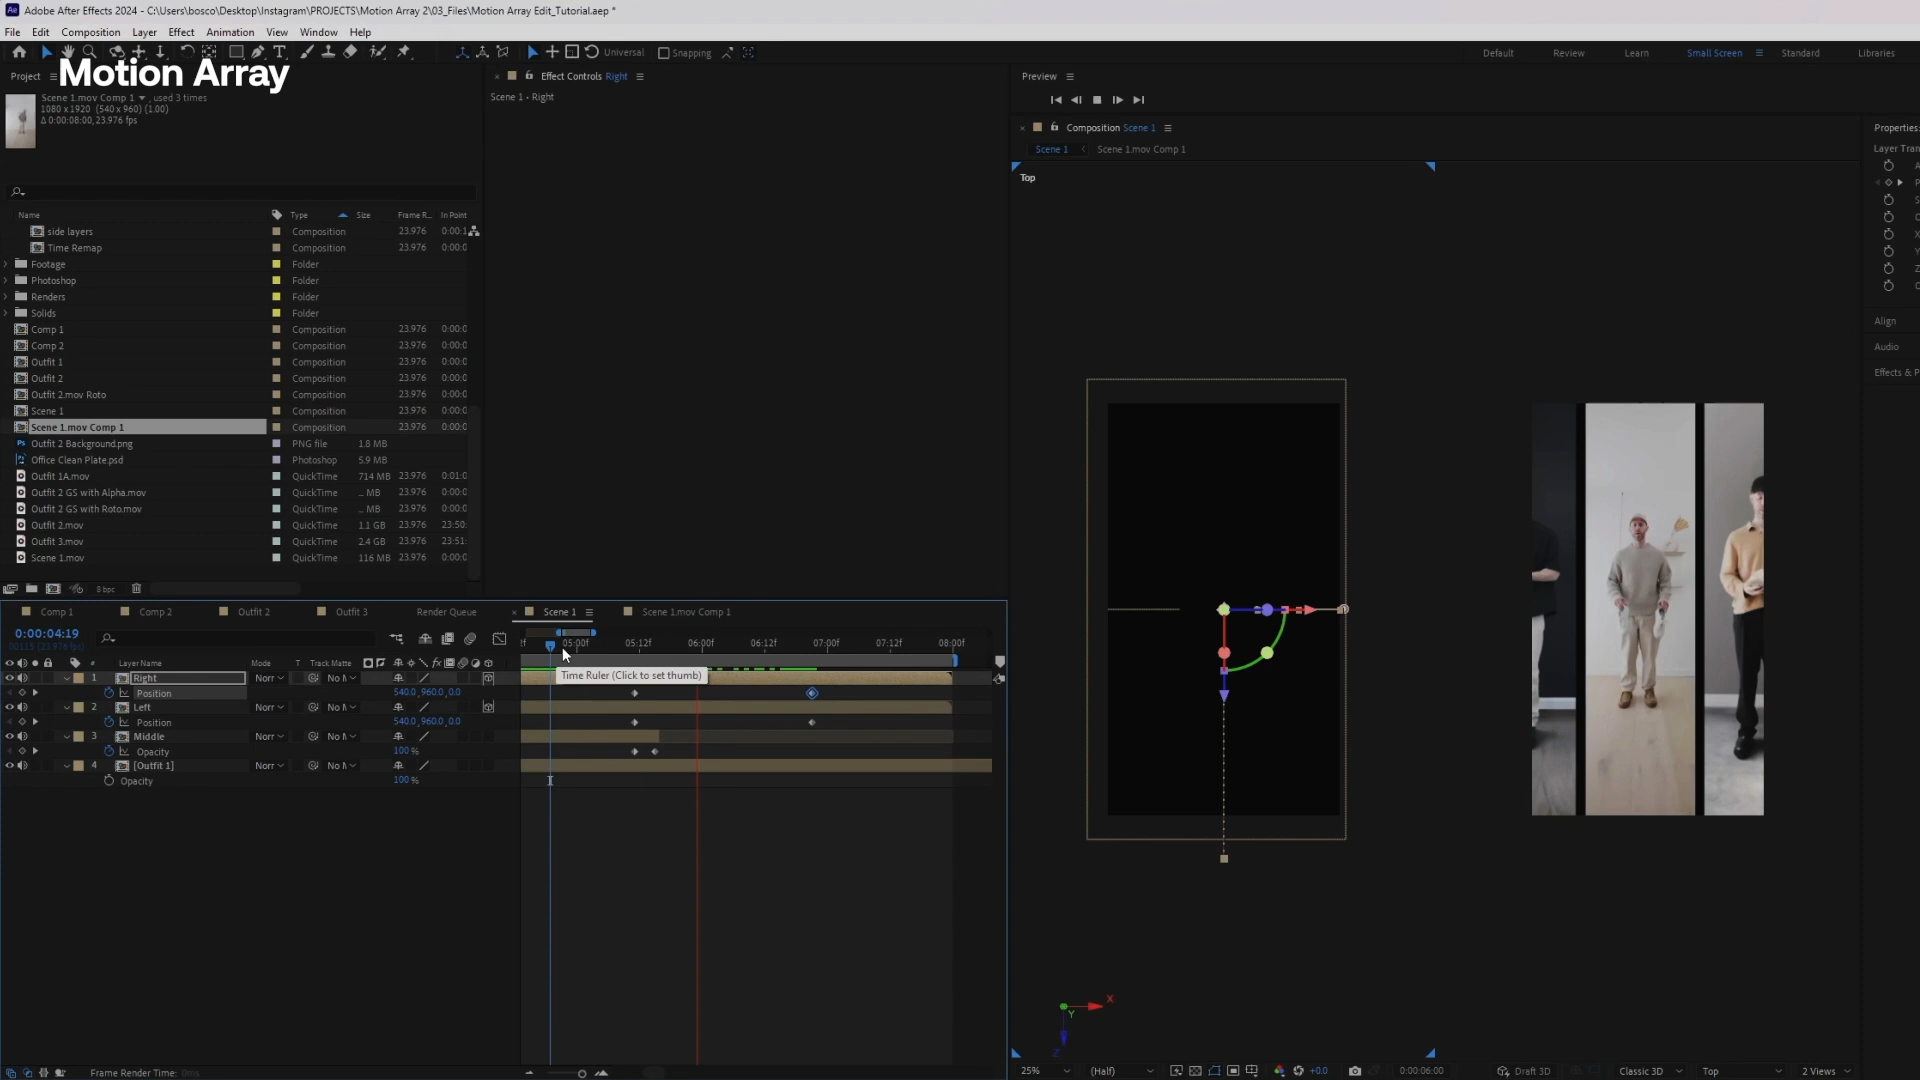 Adobe After Effects 2024 - C:\Users\bosco\Desktop\Instagram\PROJECTS\Motion Array 2\03_Files\Motion Array Edit_Tutorial.aep *
File Edit Composition Layer Effect Animation View Window Help
Universal Snapping Default Review Learn Small Screen Standard Libraries
Motion Array
Project
Effect Controls Right
Preview
Scene 1.mov Comp 1 , used 3 times
1080 x 1920 (540 x 960) (1.00)
Δ 0:00:08:00, 23.976 fps
Scene 1 • Right
Composition Scene 1
Properties:
Scene 1 Scene 1.mov Comp 1
Layer Tran
Top
Name Type Size Frame R... In Point
side layers Composition 23.976 0:00:1
Time Remap Composition 23.976 0:00:0
Footage Folder
Photoshop Folder
Renders Folder
Solids Folder
Comp 1 Composition 23.976 0:00:0
Comp 2 Composition 23.976 0:00:0
Outfit 1 Composition 23.976 0:00:0
Outfit 2 Composition 23.976 0:00:0
Outfit 2.mov Roto Composition 23.976 0:00:0
Scene 1 Composition 23.976 0:00:0
Scene 1.mov Comp 1 Composition 23.976 0:00:0
Outfit 2 Background.png PNG file 1.8 MB
Office Clean Plate.psd Photoshop 5.9 MB
Outfit 1A.mov QuickTime 714 MB 23.976 0:01:0
Outfit 2 GS with Alpha.mov QuickTime ... MB 23.976 0:00:0
Outfit 2 GS with Roto.mov QuickTime ... MB 23.976 0:00:0
Outfit 2.mov QuickTime 1.1 GB 23.976 23:50:
Outfit 3.mov QuickTime 2.4 GB 23.976 23:51:
Scene 1.mov QuickTime 116 MB 23.976 0:00:0
8 bpc
Align
Audio
Effects & P
Comp 1 Comp 2 Outfit 2 Outfit 3 Render Queue Scene 1 Scene 1.mov Comp 1
0:00:04:19
00115 (23.976 fps)
05:00f 05:12f 06:00f 06:12f 07:00f 07:12f 08:00f
# Layer Name Mode T Track Matte
Time Ruler (Click to set thumb)
1 Right Norr No
Position 540.0,960.0,0.0
2 Left Norr No
Position 540.0,960.0,0.0
3 Middle Norr No
Opacity 100 %
4 [Outfit 1] Norr No
Opacity 100 %
X
Y
Z
Frame Render Time: 0ms
25% (Half) +0.0 0:00:06:00 Draft 3D Classic 3D Top 2 Views